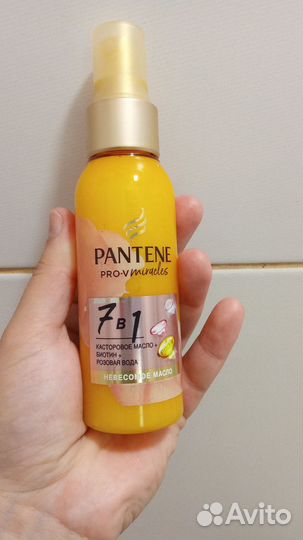 PANTENE
PRO-V miracles
7 в 1
КАСТОРОВОЕ МАСЛО +
БИОТИН +
РОЗОВАЯ ВОДА
НЕВЕСОМОЕ МАСЛО
Avito